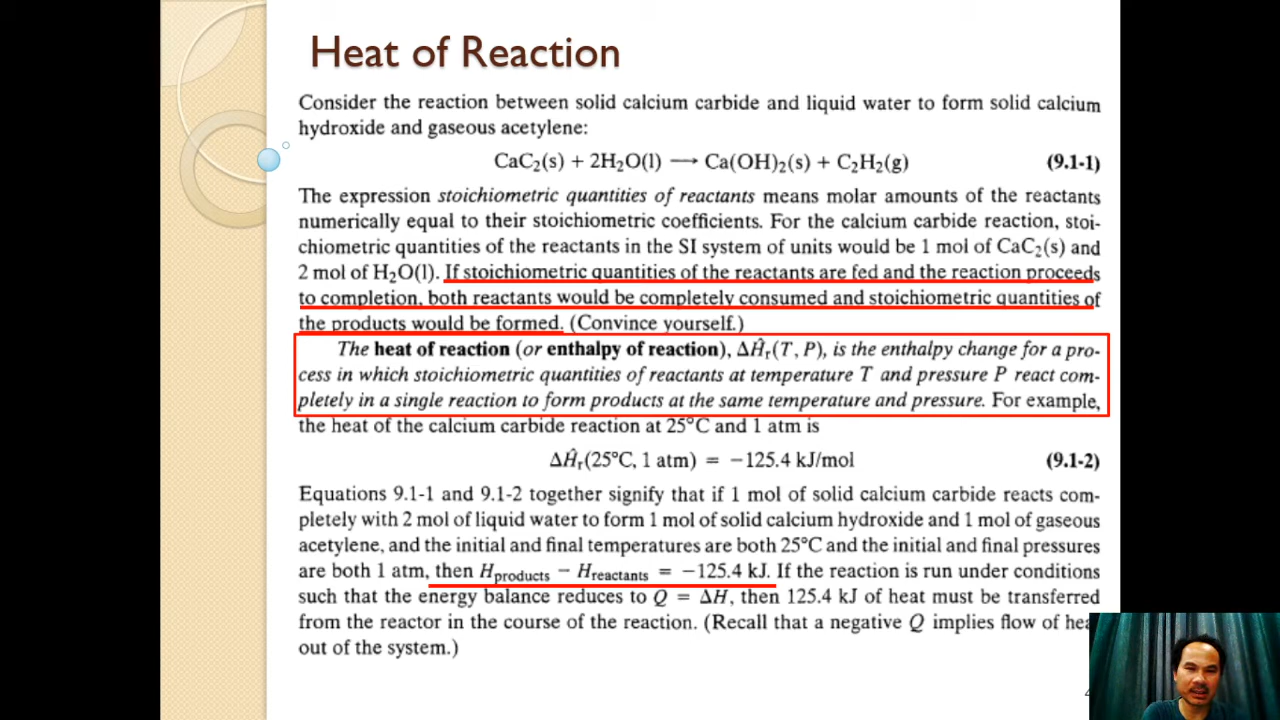 Heat of Reaction
Consider the reaction between solid calcium carbide and liquid water to form solid calcium
hydroxide and gaseous acetylene:
CaC₂(s) + 2H₂O(l) ⟶ Ca(OH)₂(s) + C₂H₂(g) (9.1-1)
The expression stoichiometric quantities of reactants means molar amounts of the reactants
numerically equal to their stoichiometric coefficients. For the calcium carbide reaction, stoi-
chiometric quantities of the reactants in the SI system of units would be 1 mol of CaC₂(s) and
2 mol of H₂O(l). If stoichiometric quantities of the reactants are fed and the reaction proceeds
to completion, both reactants would be completely consumed and stoichiometric quantities of
the products would be formed. (Convince yourself.)
The heat of reaction (or enthalpy of reaction), ΔĤᵣ(T, P), is the enthalpy change for a pro-
cess in which stoichiometric quantities of reactants at temperature T and pressure P react com-
pletely in a single reaction to form products at the same temperature and pressure. For example,
the heat of the calcium carbide reaction at 25°C and 1 atm is
ΔĤᵣ(25°C, 1 atm) = −125.4 kJ/mol (9.1-2)
Equations 9.1-1 and 9.1-2 together signify that if 1 mol of solid calcium carbide reacts com-
pletely with 2 mol of liquid water to form 1 mol of solid calcium hydroxide and 1 mol of gaseous
acetylene, and the initial and final temperatures are both 25°C and the initial and final pressures
are both 1 atm, then H products − H reactants = −125.4 kJ. If the reaction is run under conditions
such that the energy balance reduces to Q = ΔH, then 125.4 kJ of heat must be transferred
from the reactor in the course of the reaction. (Recall that a negative Q implies flow of hea
out of the system.)